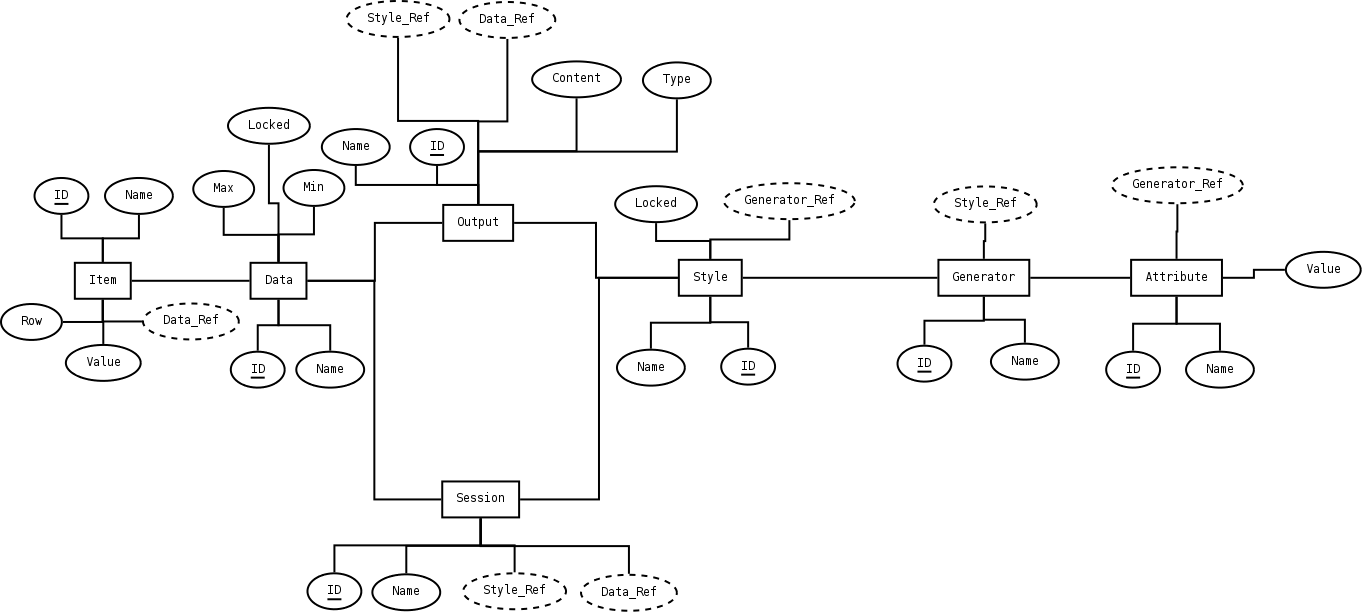 Style_Ref
Data_Ref
Content
Type
Locked
Name
ID
Max
Min
ID
Name
Output
Locked
Generator_Ref
Style_Ref
Generator_Ref
Item
Data
Style
Generator
Attribute
Value
Row
Data_Ref
Value
ID
Name
Name
ID
ID
Name
ID
Name
Session
ID
Name
Style_Ref
Data_Ref